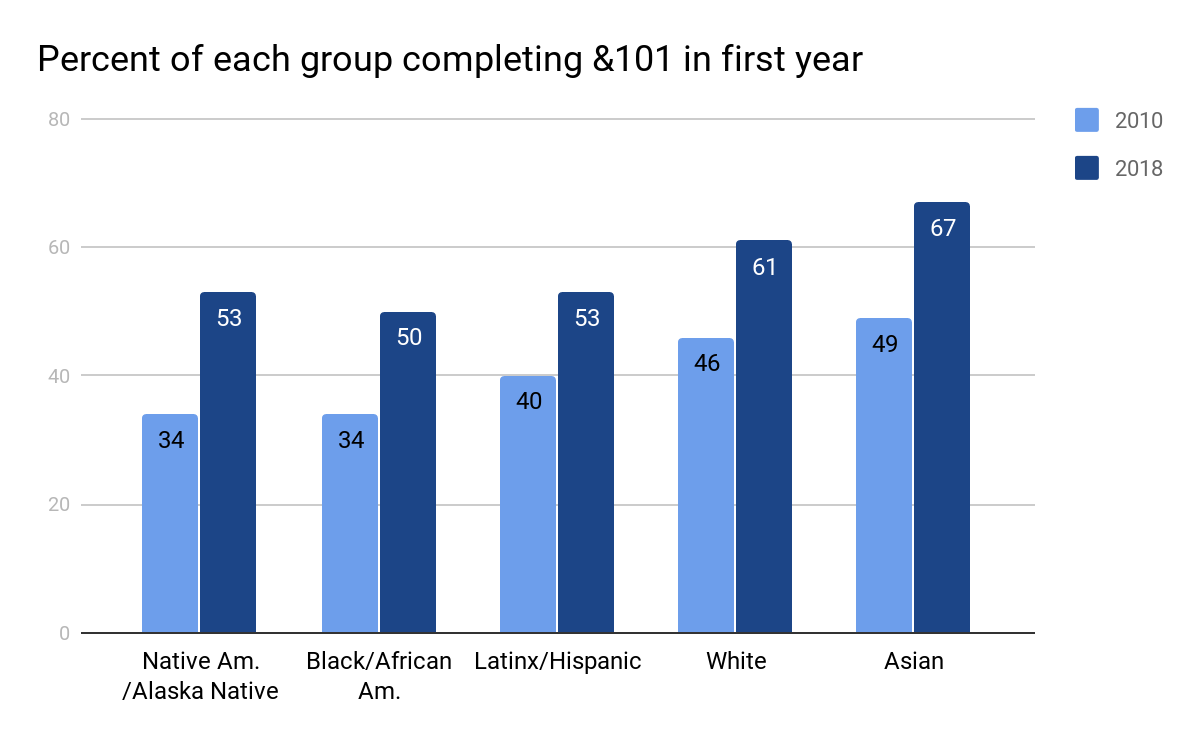 Percent of each group completing &101 in first year
80
60
40
20
0
2010
2018
34
53
34
50
40
53
46
61
49
67
Native Am.
/Alaska Native
Black/African
Am.
Latinx/Hispanic
White
Asian